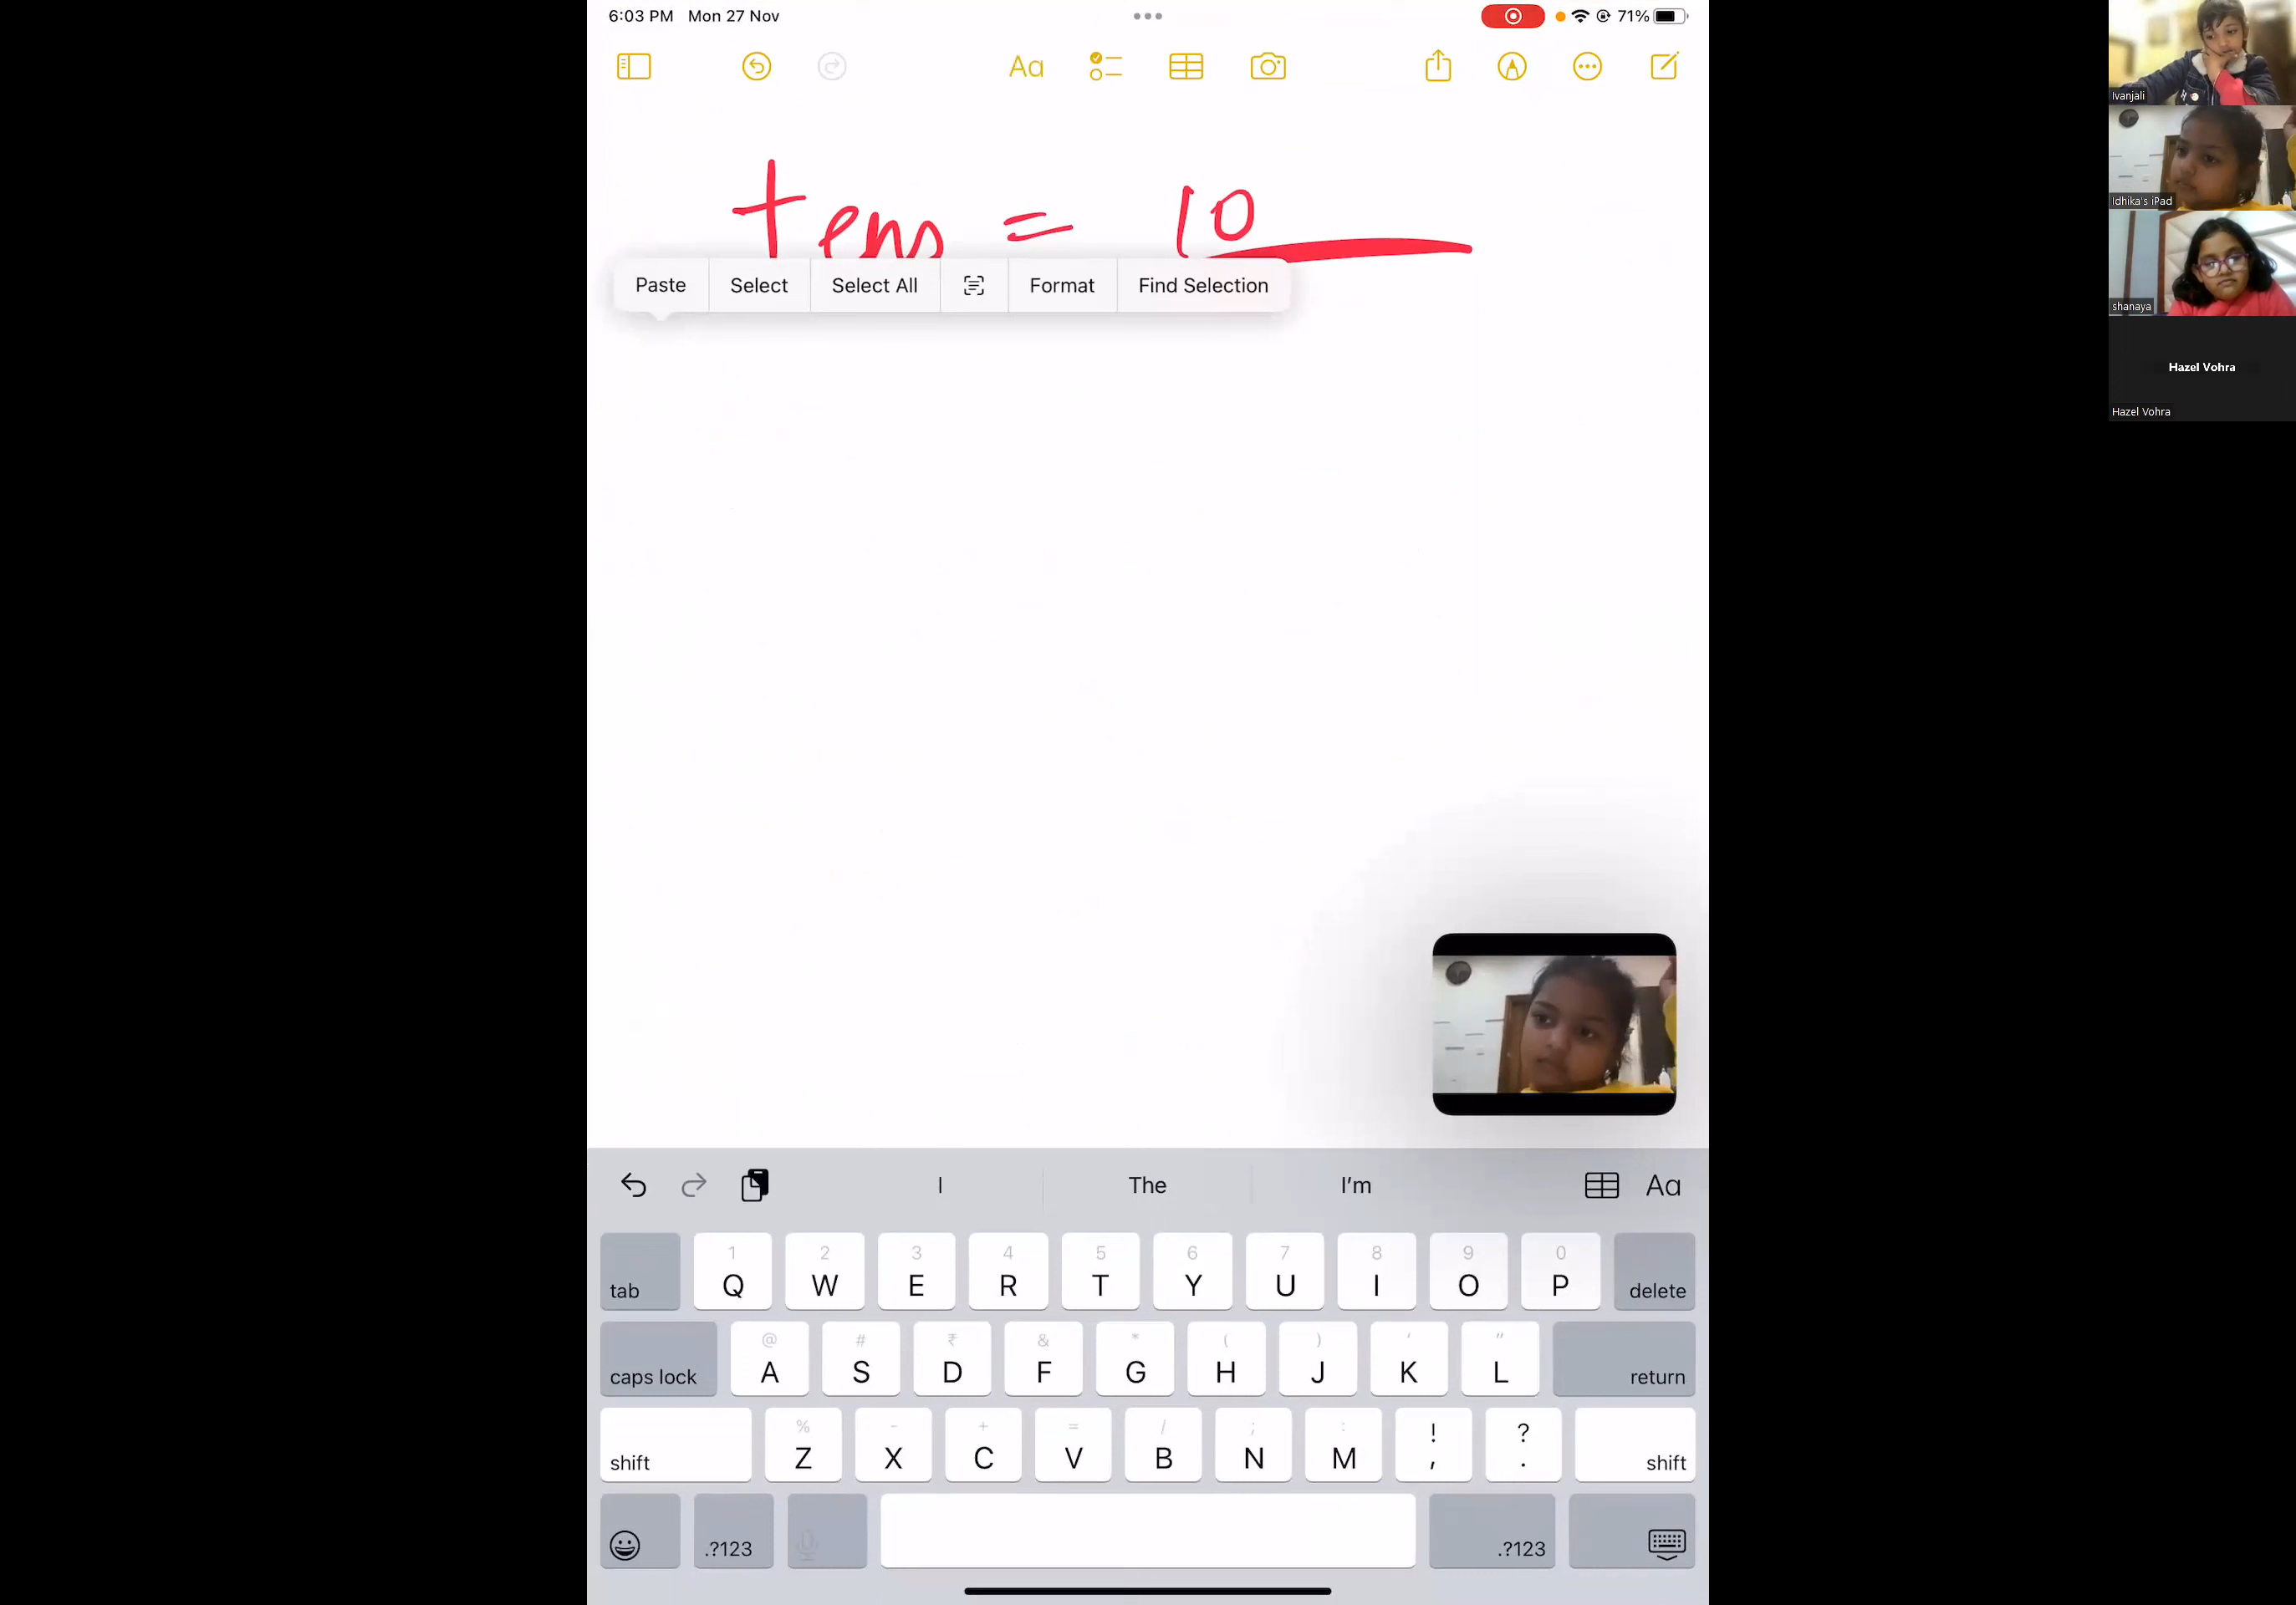 6:03 PM Mon 27 Nov
71%
Aa
tens = 10
Paste Select Select All Format Find Selection
Ivanjali
Idhika's iPad
shanaya
Hazel Vohra
Hazel Vohra
I The I'm Aa
1 2 3 4 5 6 7 8 9 0
tab Q W E R T Y U I O P delete
@ # ₹ & * ( ) ' "
caps lock A S D F G H J K L return
% - + = / ; : ! ?
shift Z X C V B N M , . shift
.?123 .?123